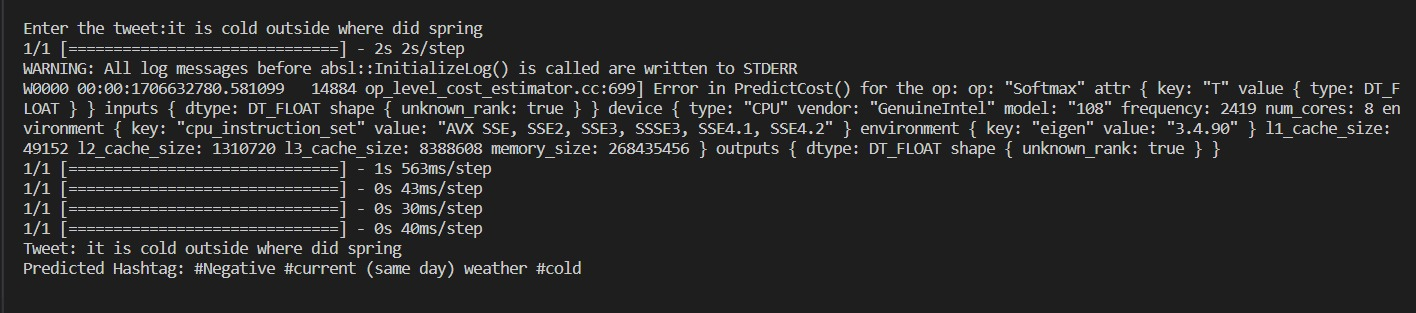 Enter the tweet:it is cold outside where did spring
1/1 [==============================] - 2s 2s/step
WARNING: All log messages before absl::InitializeLog() is called are written to STDERR
W0000 00:00:1706632780.581099   14884 op_level_cost_estimator.cc:699] Error in PredictCost() for the op: op: "Softmax" attr { key: "T" value { type: DT_F
LOAT } } inputs { dtype: DT_FLOAT shape { unknown_rank: true } } device { type: "CPU" vendor: "GenuineIntel" model: "108" frequency: 2419 num_cores: 8 en
vironment { key: "cpu_instruction_set" value: "AVX SSE, SSE2, SSE3, SSSE3, SSE4.1, SSE4.2" } environment { key: "eigen" value: "3.4.90" } l1_cache_size:
49152 l2_cache_size: 1310720 l3_cache_size: 8388608 memory_size: 268435456 } outputs { dtype: DT_FLOAT shape { unknown_rank: true } }
1/1 [==============================] - 1s 563ms/step
1/1 [==============================] - 0s 43ms/step
1/1 [==============================] - 0s 30ms/step
1/1 [==============================] - 0s 40ms/step
Tweet: it is cold outside where did spring
Predicted Hashtag: #Negative #current (same day) weather #cold